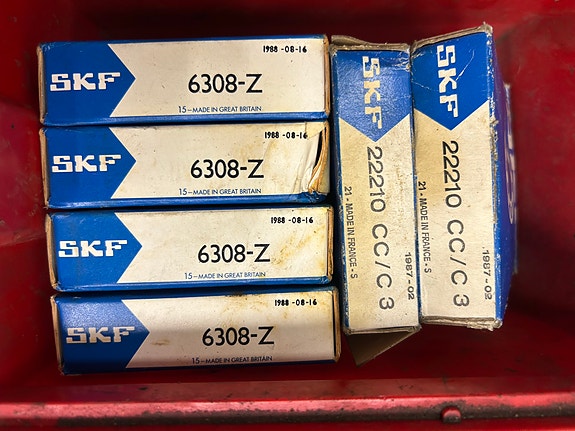 1988-08-16
SKF
6308-Z
15-MADE IN GREAT BRITAIN
1988-08-16
SKF
6308-Z
15-MADE IN GREAT BRITAIN
1988-08-16
SKF
6308-Z
15-MADE IN GREAT BRITAIN
1988-08-16
SKF
6308-Z
15-MADE IN GREAT BRITAIN
SKF
22210 CC/C3
21-MADE IN FRANCE-S
1987-02
SKF
22210 CC/C3
21-MADE IN FRANCE-S
1987-02